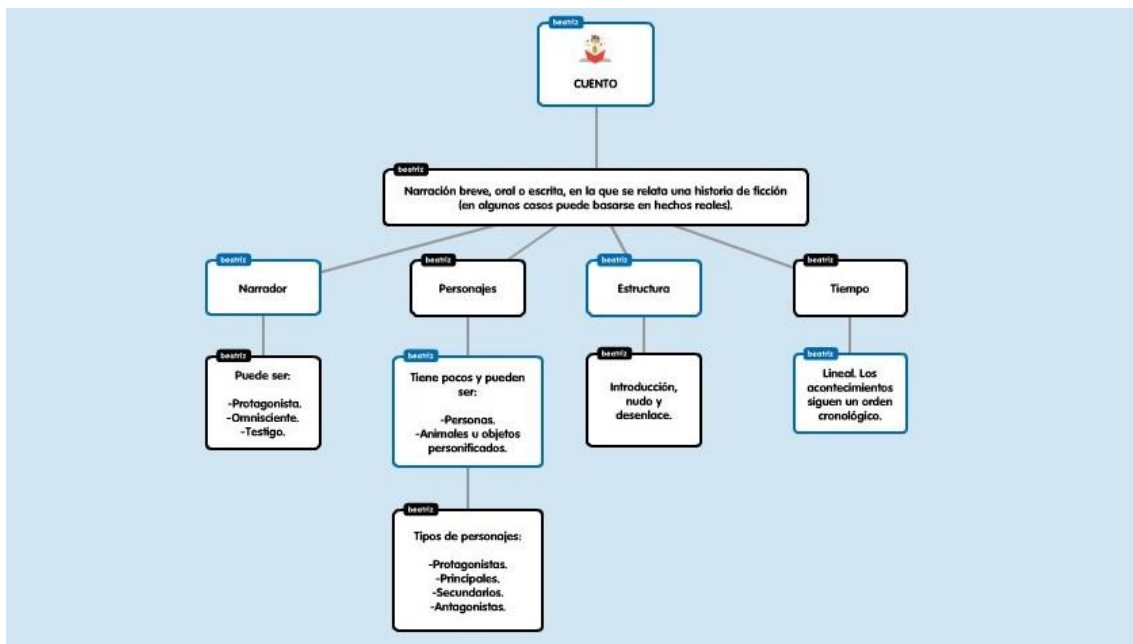 beatriz
CUENTO
beatriz
Narración breve, oral o escrita, en la que se relata una historia de ficción
(en algunos casos puede basarse en hechos reales).
beatriz
Narrador
beatriz
Personajes
beatriz
Estructura
beatriz
Tiempo
beatriz
Puede ser:
-Protagonista.
-Omnisciente.
-Testigo.
beatriz
Tiene pocos y pueden
ser:
-Personas.
-Animales u objetos
personificados.
beatriz
Introducción,
nudo y
desenlace.
beatriz
Lineal. Los
acontecimientos
siguen un orden
cronológico.
beatriz
Tipos de personajes:
-Protagonistas.
-Principales.
-Secundarios.
-Antagonistas.